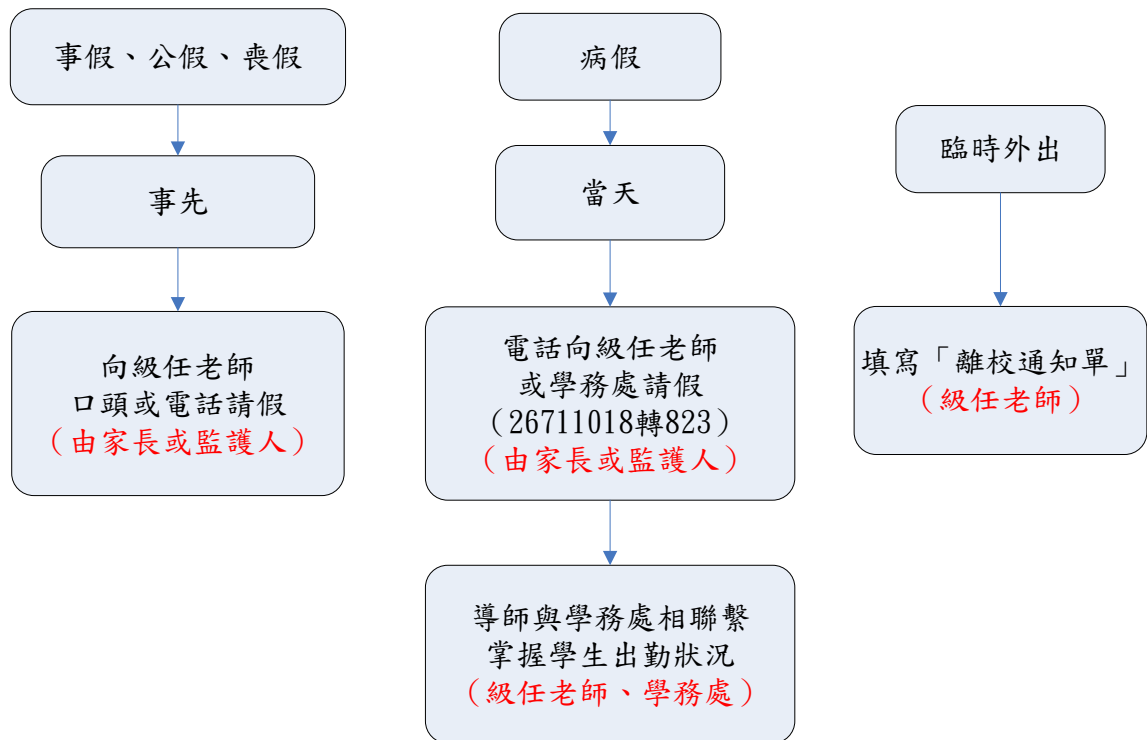 事假、公假、喪假
事先
向級任老師
口頭或電話請假
（由家長或監護人）
病假
當天
電話向級任老師
或學務處請假
（26711018轉823）
（由家長或監護人）
導師與學務處相聯繫
掌握學生出勤狀況
（級任老師、學務處）
臨時外出
填寫「離校通知單」
（級任老師）